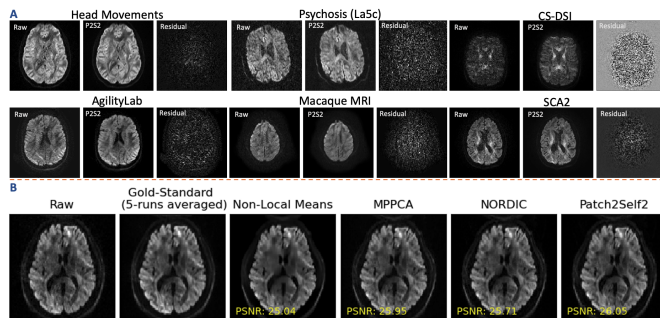 A
Head Movements
Psychosis (La5c)
CS-DSI
Raw
P2S2
Residual
Raw
P2S2
Residual
Raw
P2S2
Residual
AgilityLab
Macaque MRI
SCA2
Raw
P2S2
Residual
Raw
P2S2
Residual
Raw
P2S2
Residual
B
Raw
Gold-Standard
(5-runs averaged)
Non-Local Means
MPPCA
NORDIC
Patch2Self2
PSNR: 25.04
PSNR: 25.95
PSNR: 25.71
PSNR: 26.05